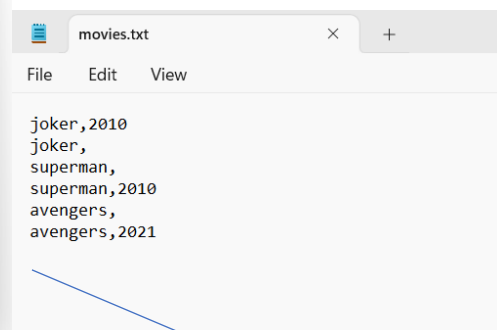 movies.txt
File Edit View
joker,2010
joker,
superman,
superman,2010
avengers,
avengers,2021